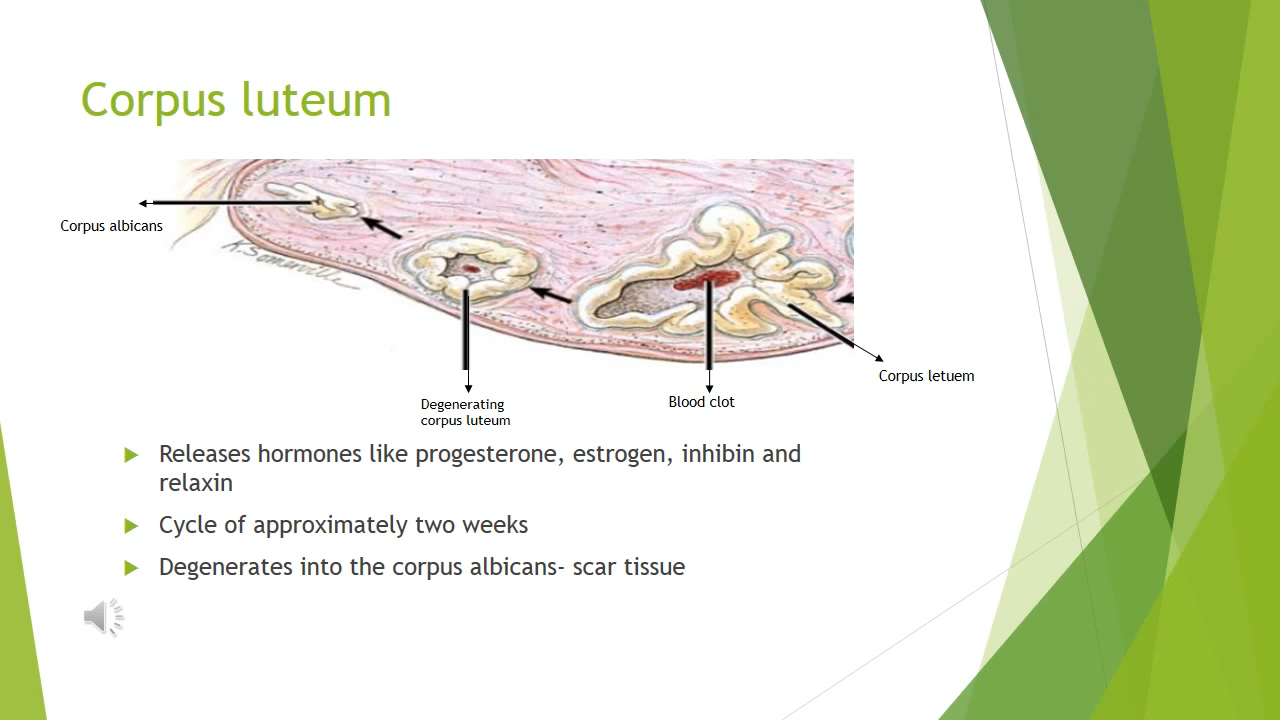 Corpus luteum
Corpus albicans
K. Somerville
Degenerating
corpus luteum
Blood clot
Corpus letuem
Releases hormones like progesterone, estrogen, inhibin and
relaxin
Cycle of approximately two weeks
Degenerates into the corpus albicans- scar tissue